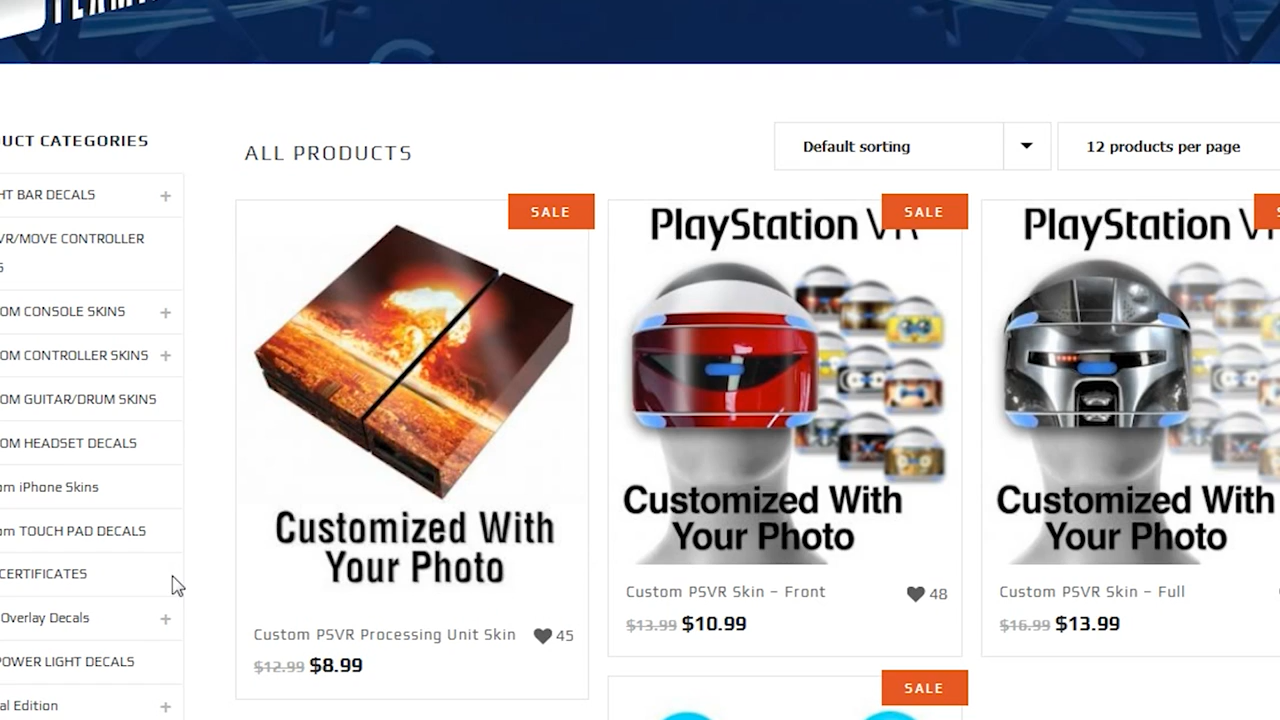 UCT CATEGORIES
HT BAR DECALS
VR/MOVE CONTROLLER
S
OM CONSOLE SKINS
OM CONTROLLER SKINS
OM GUITAR/DRUM SKINS
OM HEADSET DECALS
om iPhone Skins
om TOUCH PAD DECALS
CERTIFICATES
Overlay Decals
POWER LIGHT DECALS
al Edition
ALL PRODUCTS
Default sorting
12 products per page
SALE
Customized With
Your Photo
Custom PSVR Processing Unit Skin
45
$12.99 $8.99
SALE
PlayStation VR
Customized With
Your Photo
Custom PSVR Skin – Front
48
$13.99 $10.99
S
PlayStation V
Customized With
Your Photo
Custom PSVR Skin – Full
$16.99 $13.99
SALE